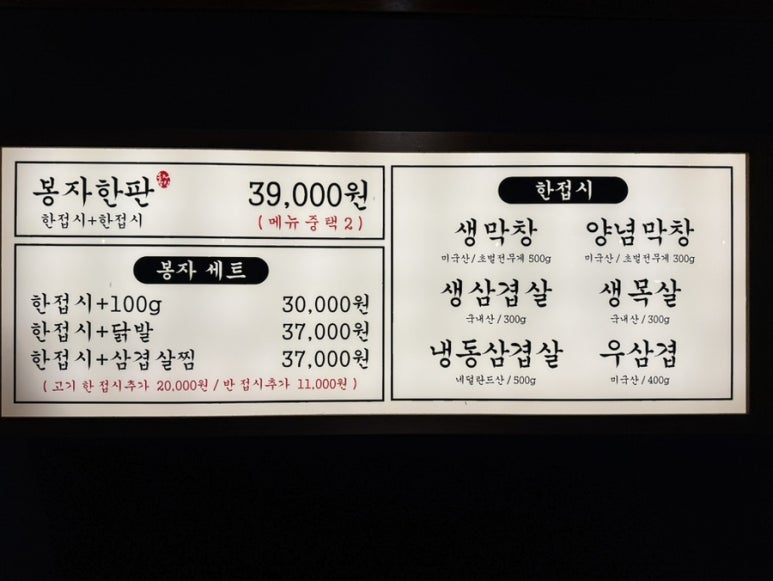 봉자한판
39,000원
한접시+한접시
(메뉴중택2)
봉자 세트
한접시+100g 30,000원
한접시+닭발 37,000원
한접시+삼겹살찜 37,000원
(고기 한접시추가 20,000원 / 반접시추가 11,000원)
한접시
생막창 양념막창
미국산/초벌전무게 500g 미국산/초벌전무게 300g
생삼겹살 생목살
국내산/300g 국내산/300g
냉동삼겹살 우삼겹
네덜란드산/500g 미국산/400g